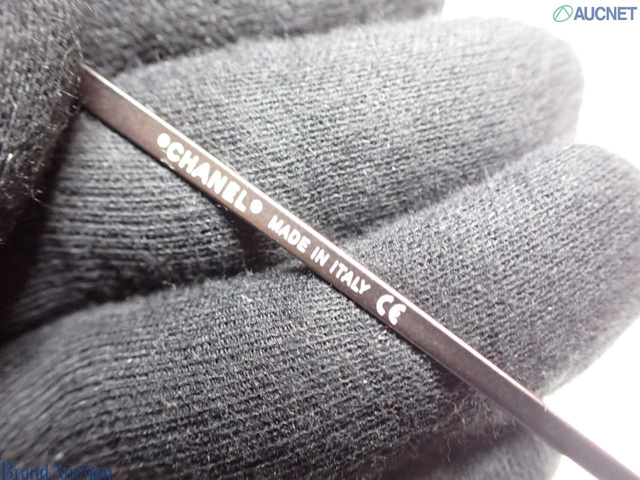 AUCNET
•CHANEL• MADE IN ITALY CE
Brand Auction